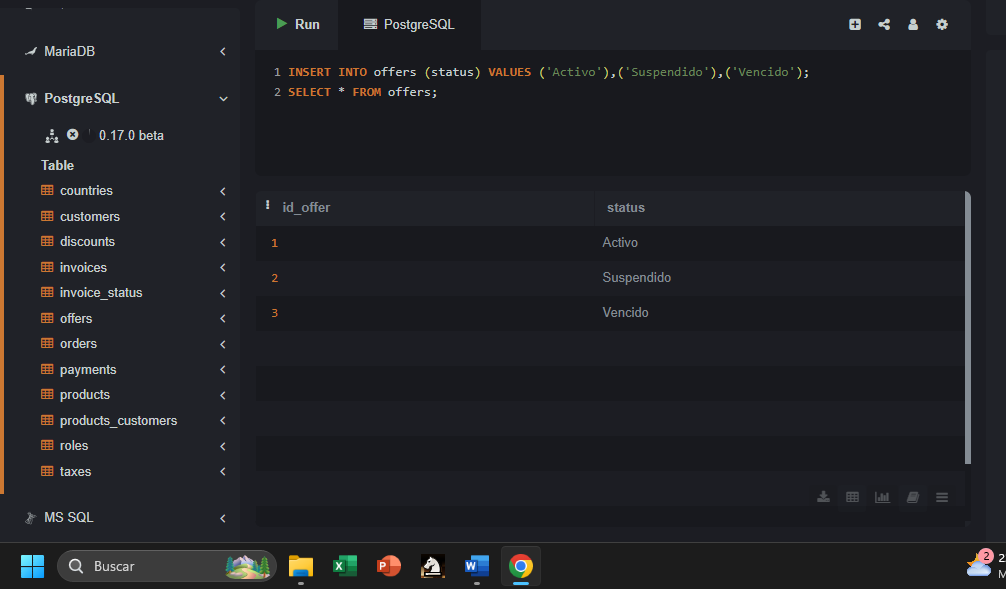 MariaDB
PostgreSQL
0.17.0 beta
Table
countries
customers
discounts
invoices
invoice_status
offers
orders
payments
products
products_customers
roles
taxes
MS SQL
Run
PostgreSQL
1 INSERT INTO offers (status) VALUES ('Activo'),('Suspendido'),('Vencido');
2 SELECT * FROM offers;
id_offer status
1 Activo
2 Suspendido
3 Vencido
Buscar
X
P
W
2